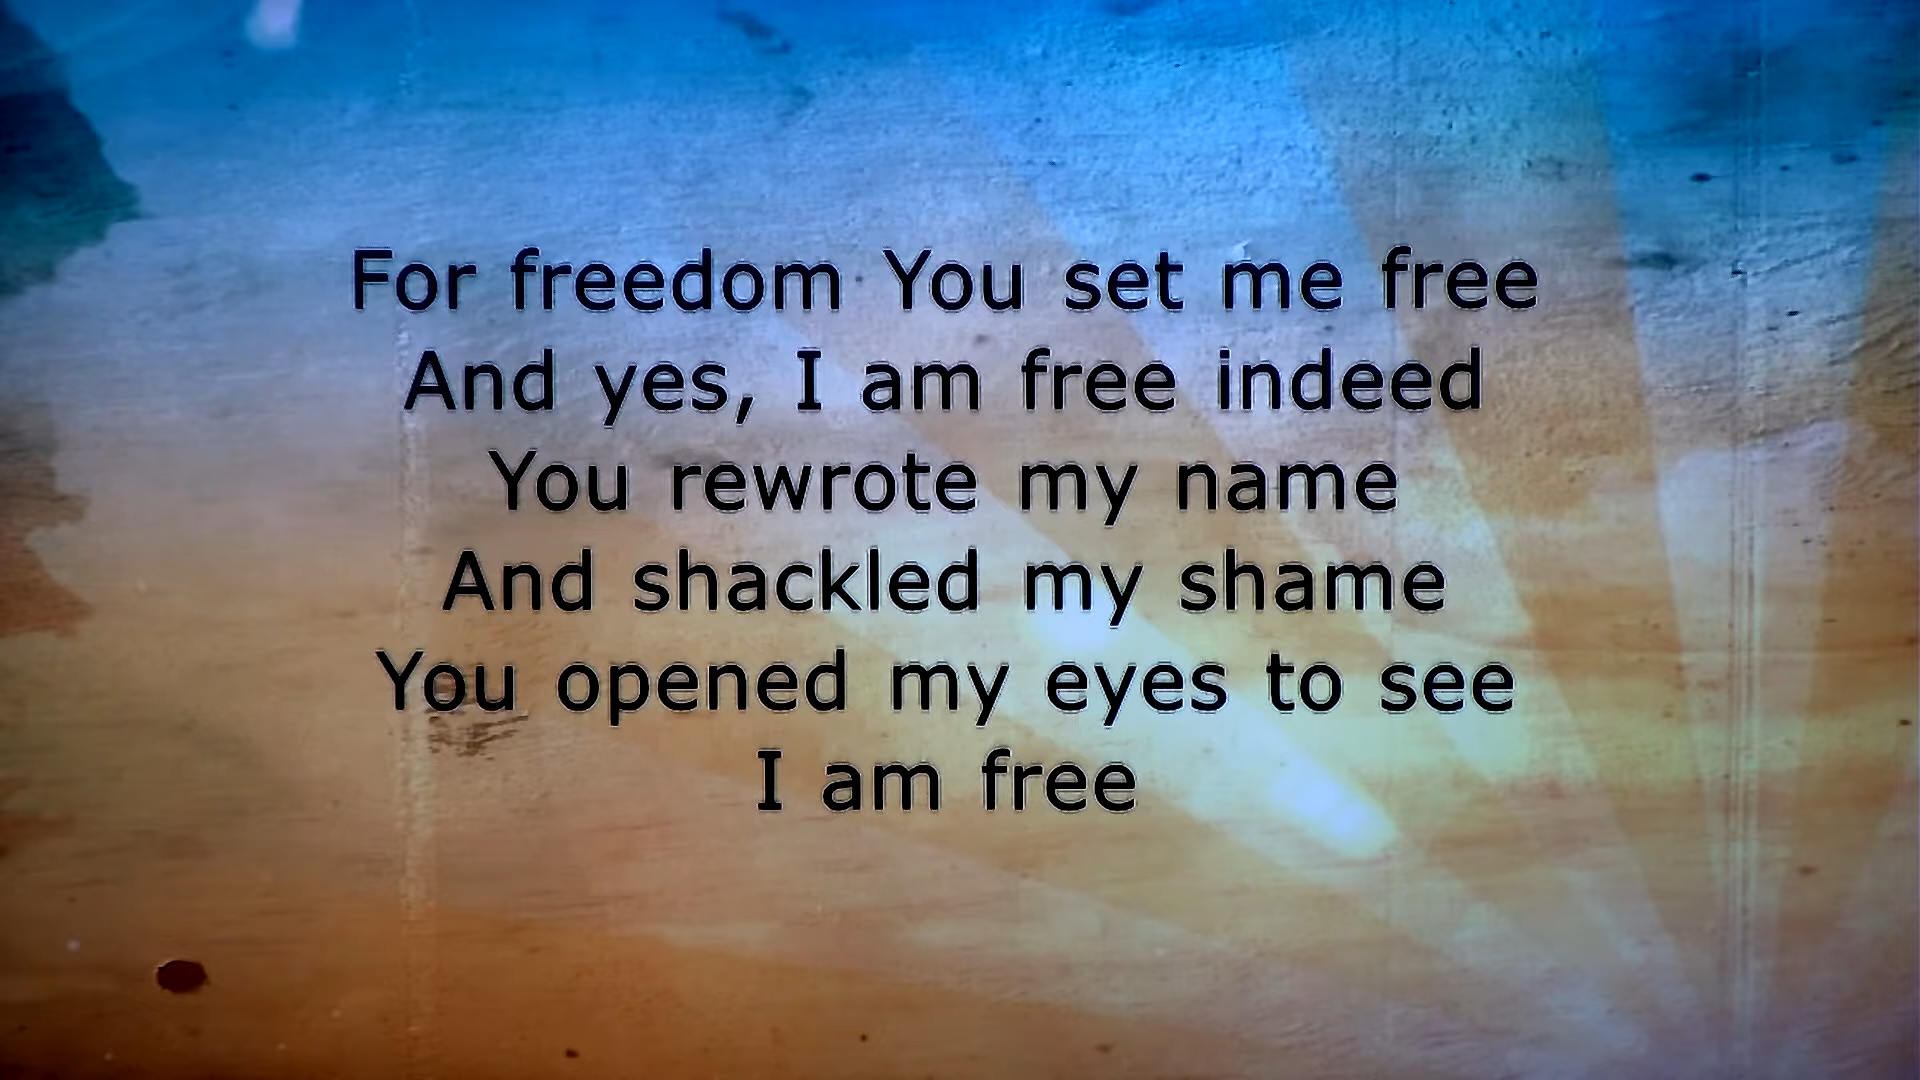 For freedom You set me free
And yes, I am free indeed
You rewrote my name
And shackled my shame
You opened my eyes to see
I am free